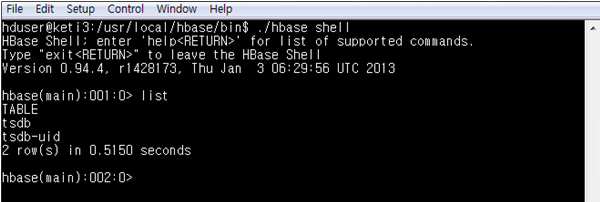 File Edit Setup Control Window Help
hduser@keti3:/usr/local/hbase/bin$ ./hbase shell
HBase Shell; enter 'help<RETURN>' for list of supported commands.
Type "exit<RETURN>" to leave the HBase Shell
Version 0.94.4, r1428173, Thu Jan  3 06:29:56 UTC 2013
hbase(main):001:0> list
TABLE
tsdb
tsdb-uid
2 row(s) in 0.5150 seconds
hbase(main):002:0>